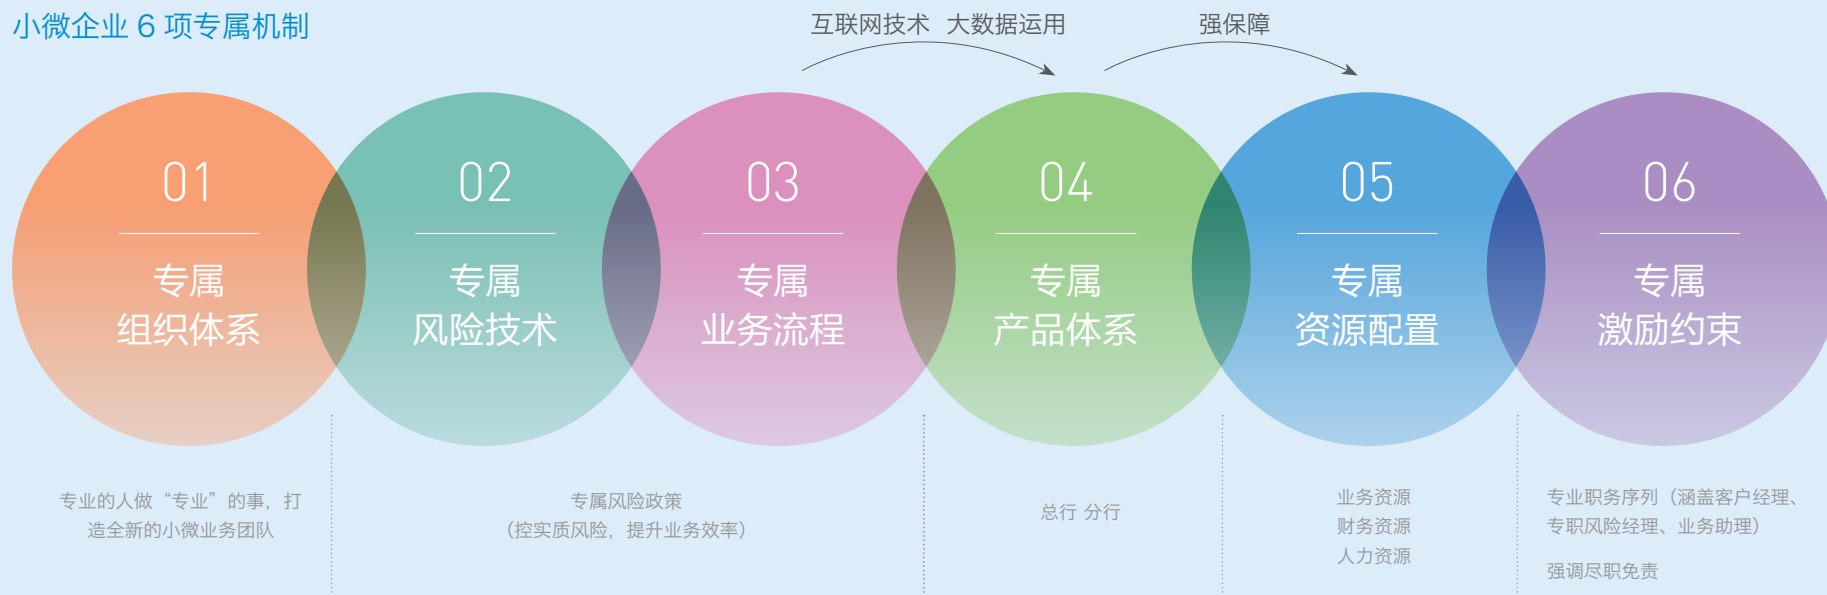 小微企业 6 项专属机制
互联网技术 大数据运用
强保障
01
专属
组织体系
02
专属
风险技术
03
专属
业务流程
04
专属
产品体系
05
专属
资源配置
06
专属
激励约束
专业的人做“专业”的事，打
造全新的小微业务团队
专属风险政策
（控实质风险，提升业务效率）
总行 分行
业务资源
财务资源
人力资源
专业职务序列（涵盖客户经理、
专职风险经理、业务助理）
强调尽职免责